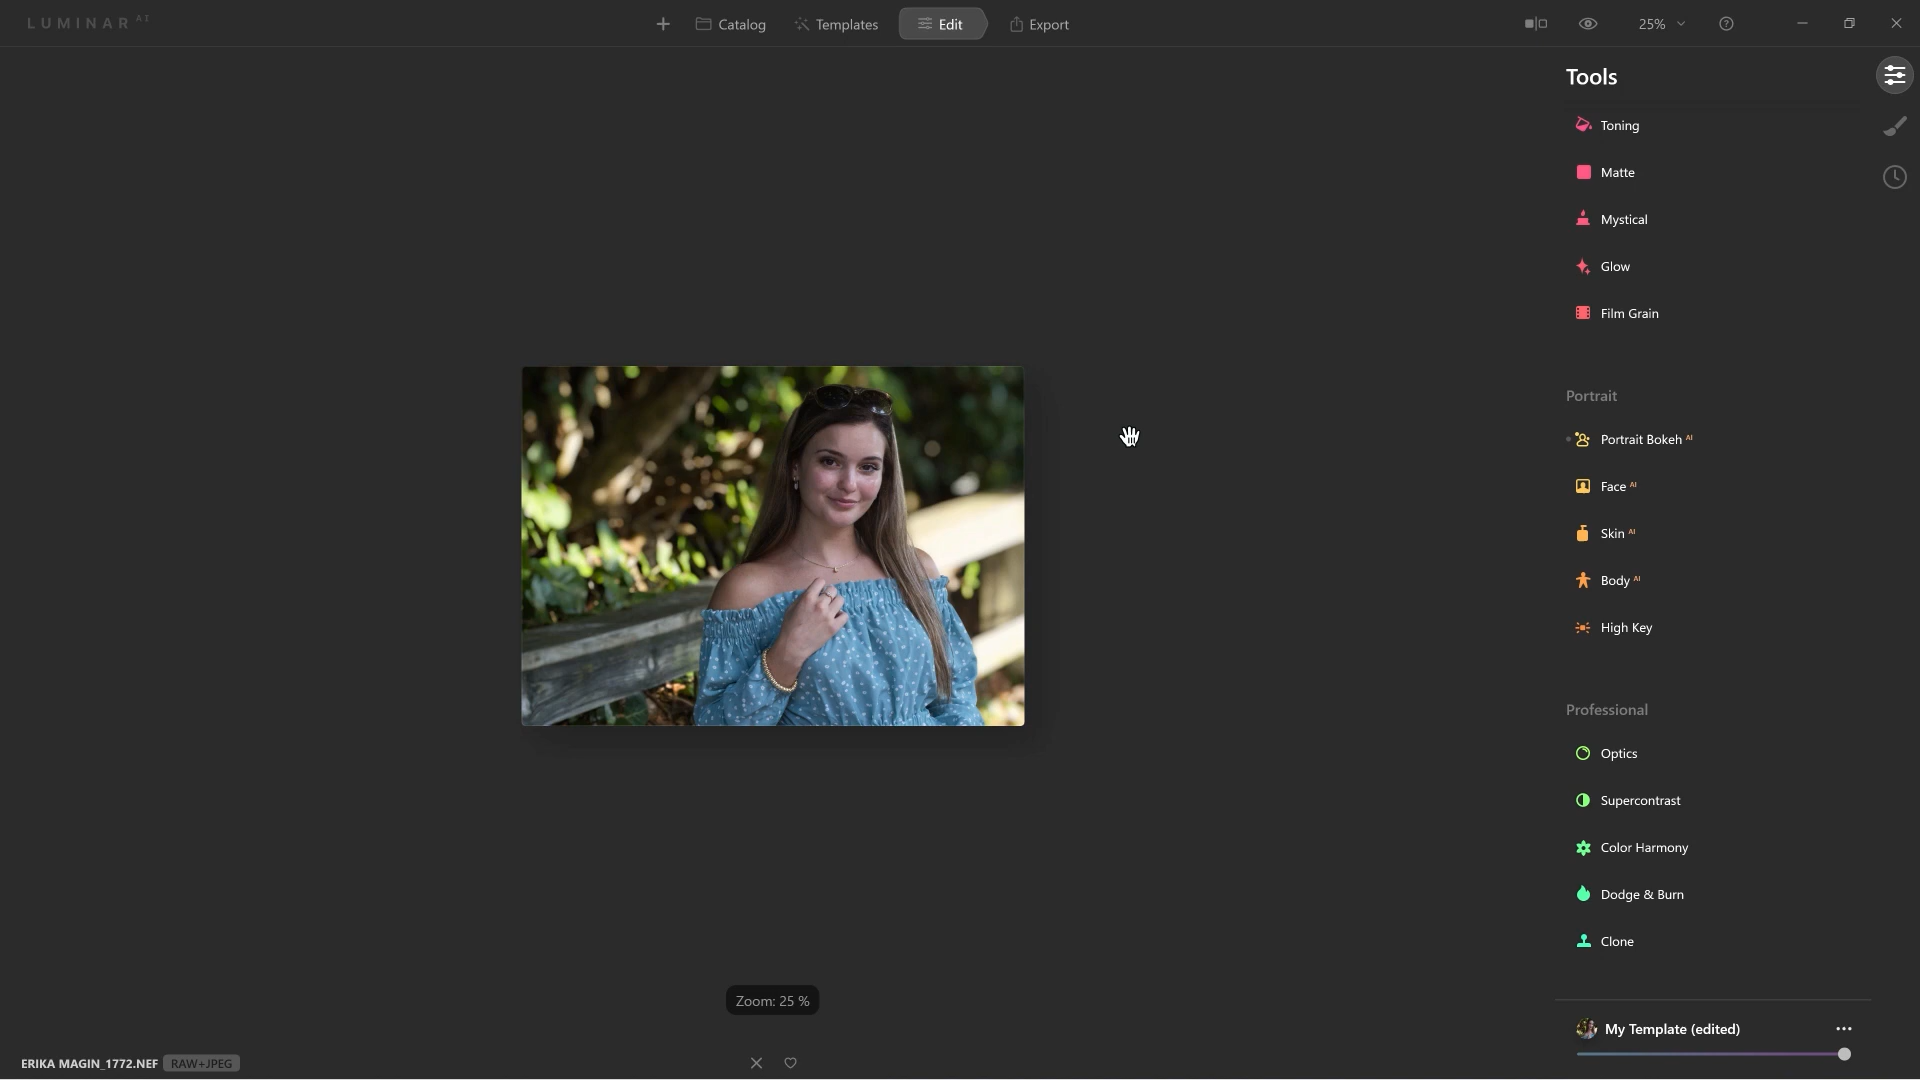 LUMINAR AI
Catalog
Templates
Edit
Export
25%
Tools
Toning
Matte
Mystical
Glow
Film Grain
Portrait
Portrait Bokeh AI
Face AI
Skin AI
Body AI
High Key
Professional
Optics
Supercontrast
Color Harmony
Dodge & Burn
Clone
Zoom: 25 %
My Template (edited)
ERIKA MAGIN_1772.NEF RAW+JPEG